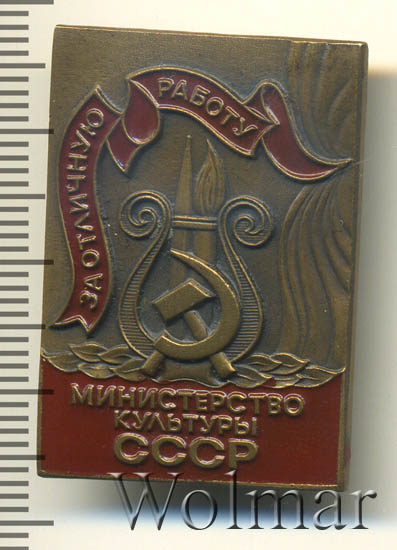 ЗА ОТЛИЧНУЮ
РАБОТУ
МИНИСТЕРСТВО
КУЛЬТУРЫ
СССР
Wolmar